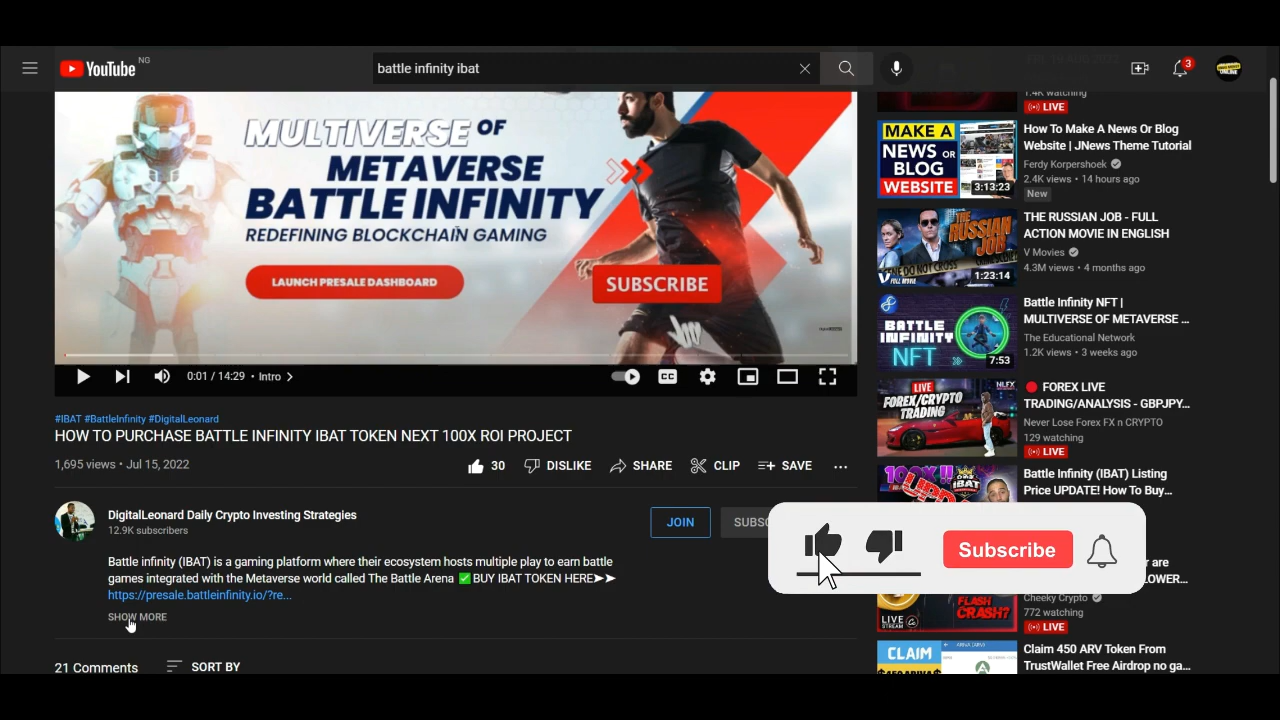 YouTube NG
battle infinity ibat
3
MULTIVERSE OF
METAVERSE
BATTLE INFINITY
REDEFINING BLOCKCHAIN GAMING
LAUNCH PRESALE DASHBOARD
SUBSCRIBE
0:01 / 14:29 • Intro
CC
#IBAT #BattleInfinity #DigitalLeonard
HOW TO PURCHASE BATTLE INFINITY IBAT TOKEN NEXT 100X ROI PROJECT
1,695 views • Jul 15, 2022
30
DISLIKE
SHARE
CLIP
SAVE
DigitalLeonard Daily Crypto Investing Strategies
12.9K subscribers
JOIN
SUBSC
Battle infinity (IBAT) is a gaming platform where their ecosystem hosts multiple play to earn battle
games integrated with the Metaverse world called The Battle Arena ✅ BUY IBAT TOKEN HERE➤➤
https://presale.battleinfinity.io/?re...
SHOW MORE
21 Comments
SORT BY
1.4K watching
LIVE
MAKE A
NEWS OR
BLOG
WEBSITE
3:13:23
How To Make A News Or Blog
Website | JNews Theme Tutorial
Ferdy Korpershoek
2.4K views • 14 hours ago
New
THE
RUSSIAN
JOB
FULL MOVIE
1:23:14
THE RUSSIAN JOB - FULL
ACTION MOVIE IN ENGLISH
V Movies
4.3M views • 4 months ago
BATTLE
INFINITY
NFT
7:53
Battle Infinity NFT |
MULTIVERSE OF METAVERSE ...
The Educational Network
1.2K views • 3 weeks ago
LIVE
FOREX/CRYPTO
TRADING
NLFX
🔴 FOREX LIVE
TRADING/ANALYSIS - GBPJPY...
Never Lose Forex FX n CRYPTO
129 watching
LIVE
100X!!
IBAT
Battle Infinity (IBAT) Listing
Price UPDATE! How To Buy...
Subscribe
r are
LOWER...
Cheeky Crypto
772 watching
LIVE
LIVE
STREAM
FLASH
CRASH?
CLAIM
Claim 450 ARV Token From
TrustWallet Free Airdrop no ga...